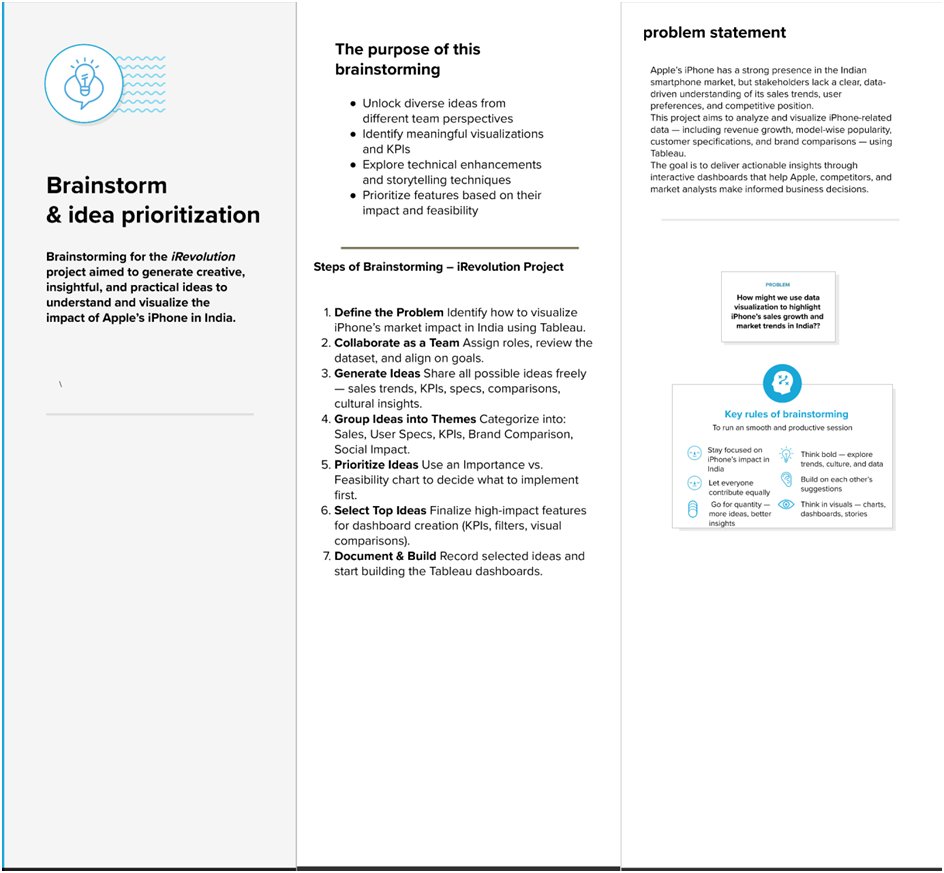 Brainstorm
& idea prioritization
Brainstorming for the iRevolution
project aimed to generate creative,
insightful, and practical ideas to
understand and visualize the
impact of Apple's iPhone in India.
\
The purpose of this
brainstorming
● Unlock diverse ideas from
different team perspectives
● Identify meaningful visualizations
and KPIs
● Explore technical enhancements
and storytelling techniques
● Prioritize features based on their
impact and feasibility
Steps of Brainstorming – iRevolution Project
1. Define the Problem Identify how to visualize
iPhone's market impact in India using Tableau.
2. Collaborate as a Team Assign roles, review the
dataset, and align on goals.
3. Generate Ideas Share all possible ideas freely
— sales trends, KPIs, specs, comparisons,
cultural insights.
4. Group Ideas into Themes Categorize into:
Sales, User Specs, KPIs, Brand Comparison,
Social Impact.
5. Prioritize Ideas Use an Importance vs.
Feasibility chart to decide what to implement
first.
6. Select Top Ideas Finalize high-impact features
for dashboard creation (KPIs, filters, visual
comparisons).
7. Document & Build Record selected ideas and
start building the Tableau dashboards.
problem statement
Apple's iPhone has a strong presence in the Indian
smartphone market, but stakeholders lack a clear, data-
driven understanding of its sales trends, user
preferences, and competitive position.
This project aims to analyze and visualize iPhone-related
data — including revenue growth, model-wise popularity,
customer specifications, and brand comparisons — using
Tableau.
The goal is to deliver actionable insights through
interactive dashboards that help Apple, competitors, and
market analysts make informed business decisions.
PROBLEM
How might we use data
visualization to highlight
iPhone's sales growth and
market trends in India??
Key rules of brainstorming
To run an smooth and productive session
Stay focused on
iPhone's impact in
India
Let everyone
contribute equally
Go for quantity —
more ideas, better
insights
Think bold — explore
trends, culture, and data
Build on each other's
suggestions
Think in visuals — charts,
dashboards, stories